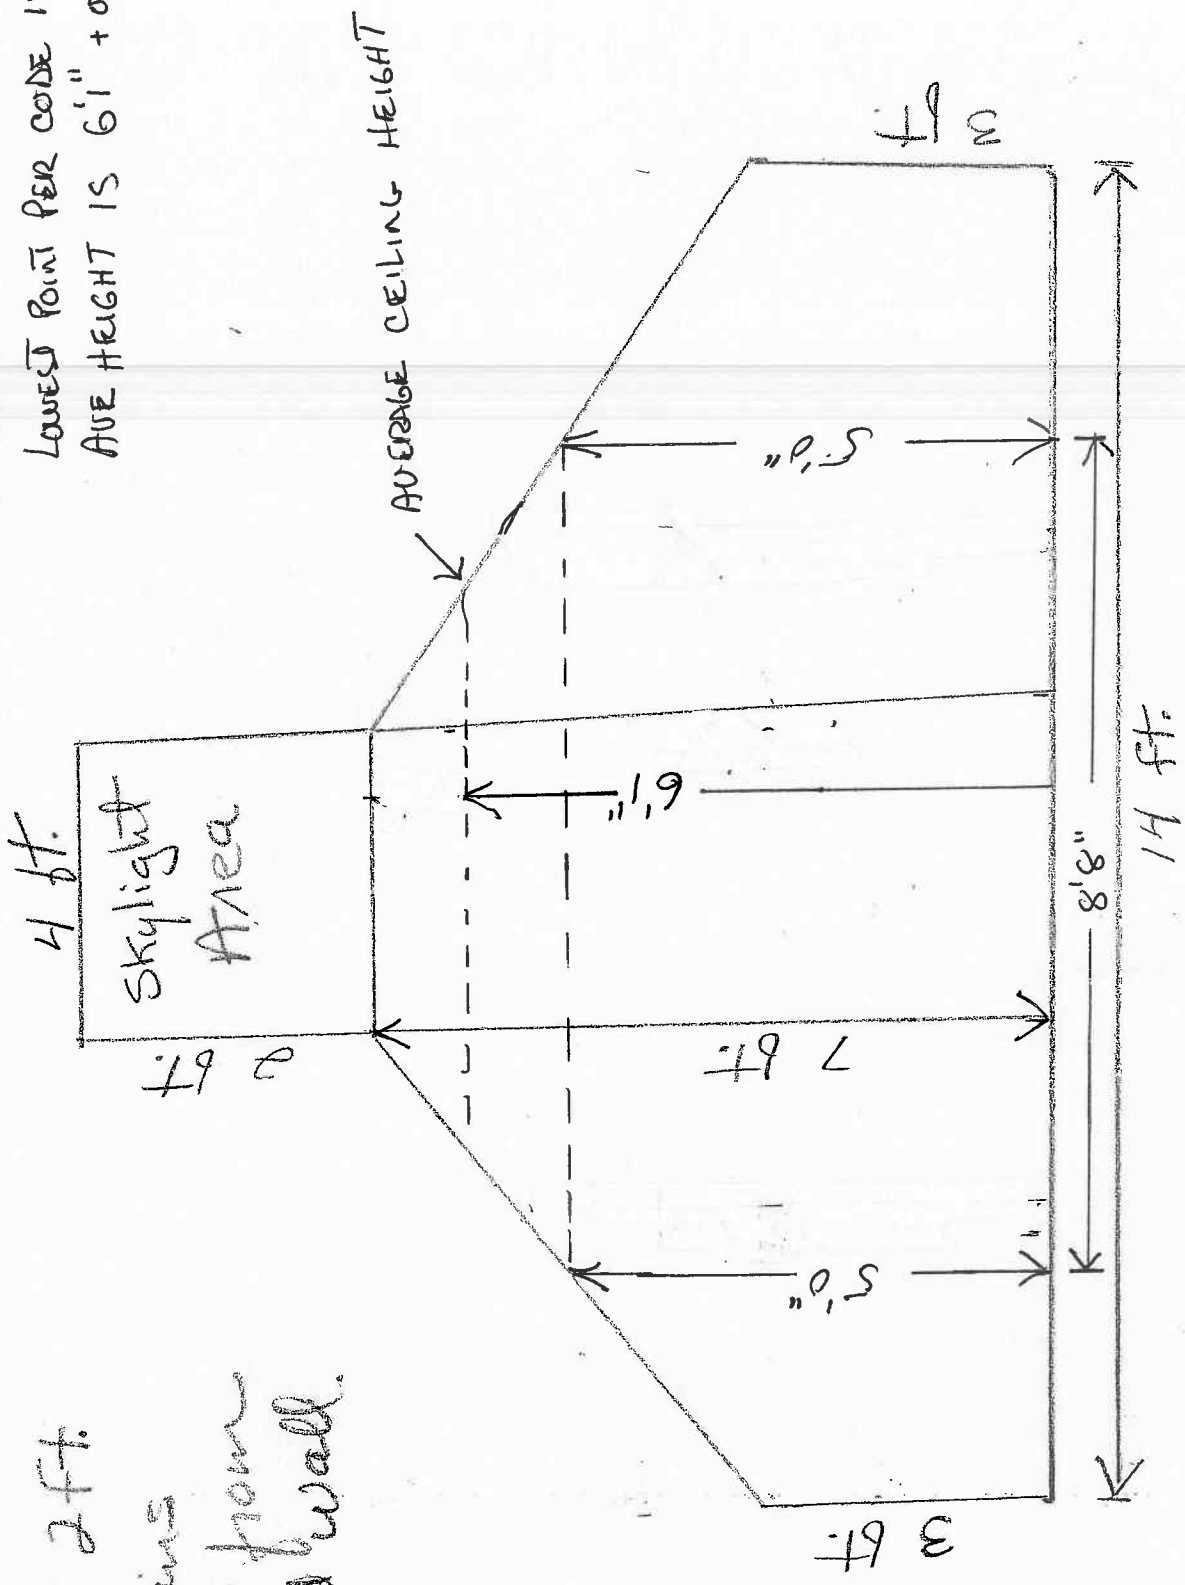 LOWEST POINT PER CODE
AVE HEIGHT IS 6'1" +
AVERAGE CEILING HEIGHT
4 ft.
Skylight
Area
2 ft.
7 ft.
6'1"
5'0"
5'0"
3 ft.
3 ft.
8'8"
14 ft.
2 Ft.
from
Wall.